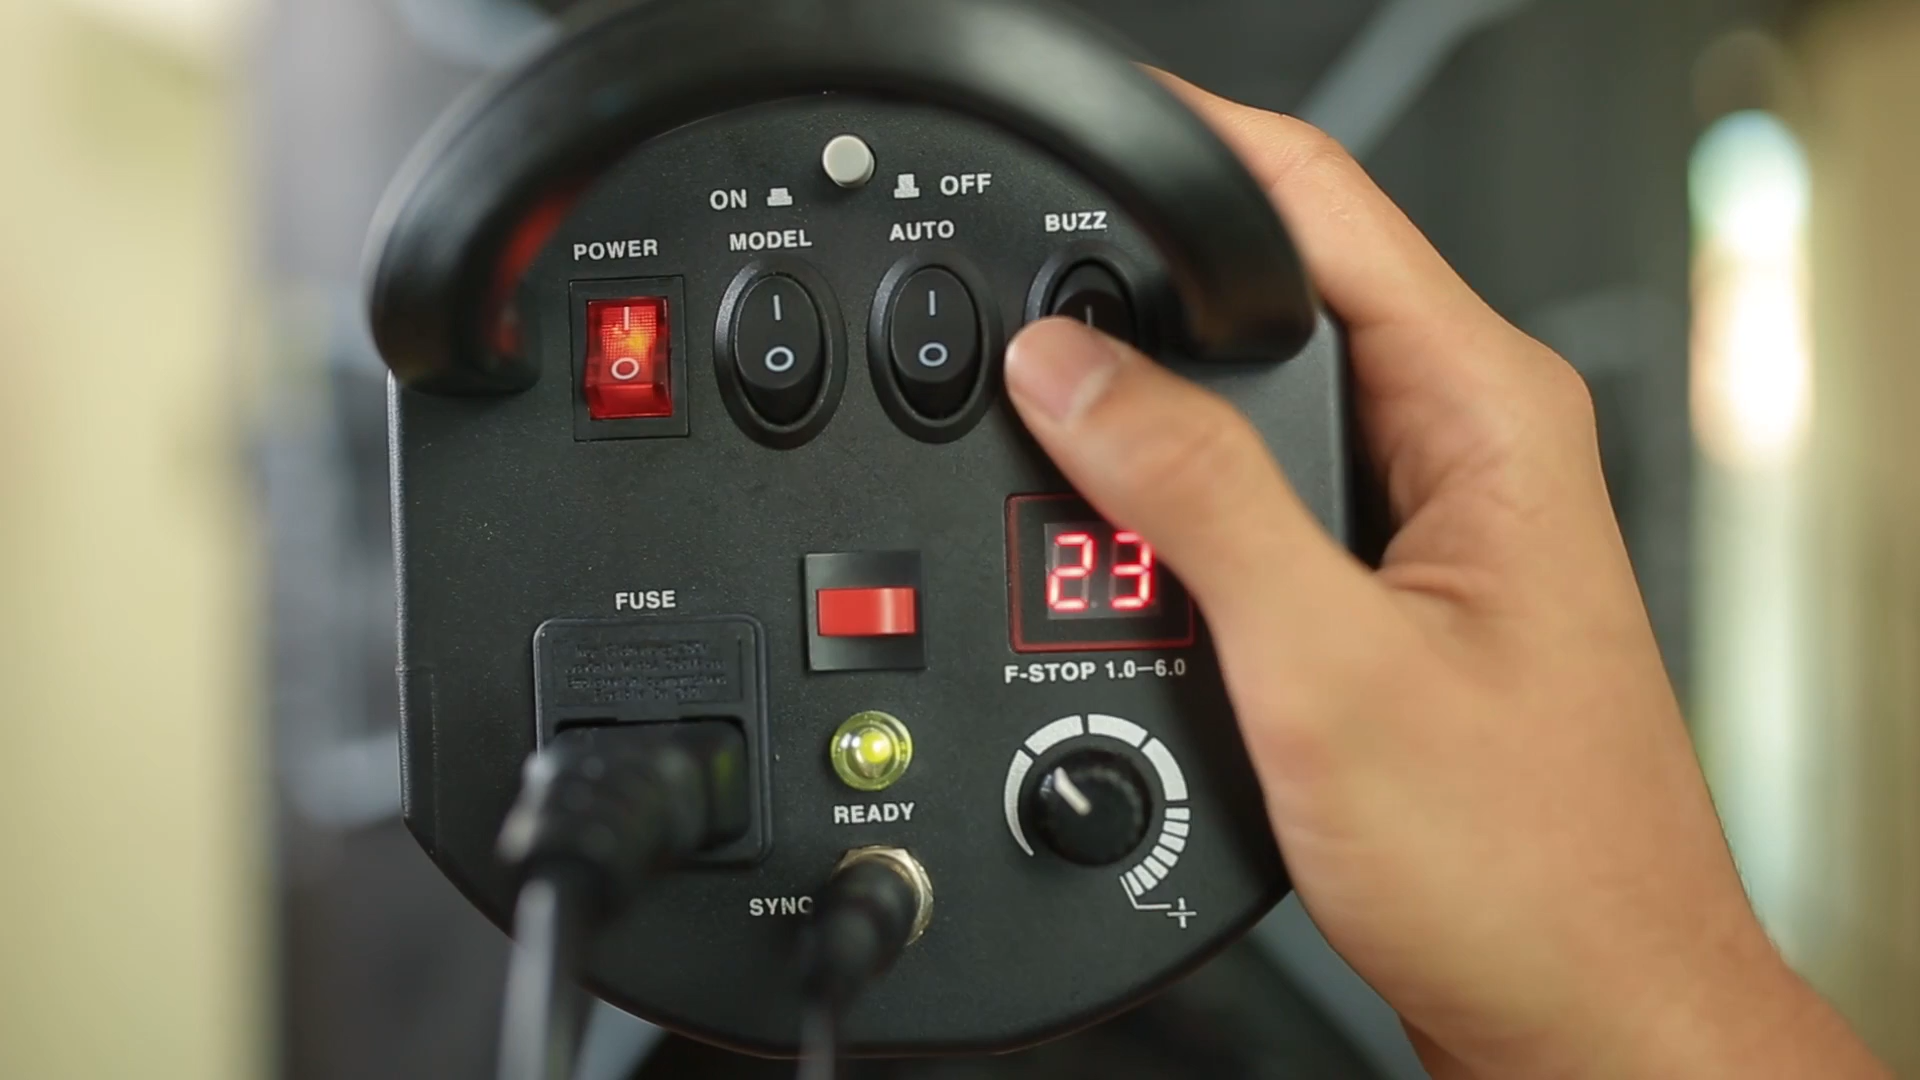 ON OFF
POWER MODEL AUTO BUZZ
23
FUSE
F-STOP 1.0–6.0
READY
SYNC